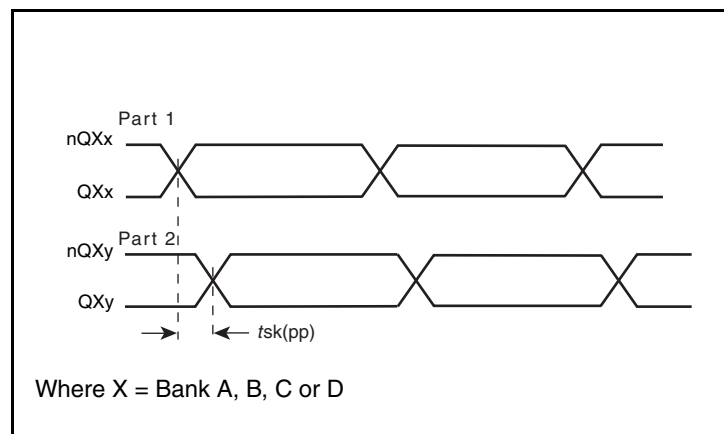 Part 1
nQXx
QXx
Part 2
nQXy
QXy
tsk(pp)
Where X = Bank A, B, C or D